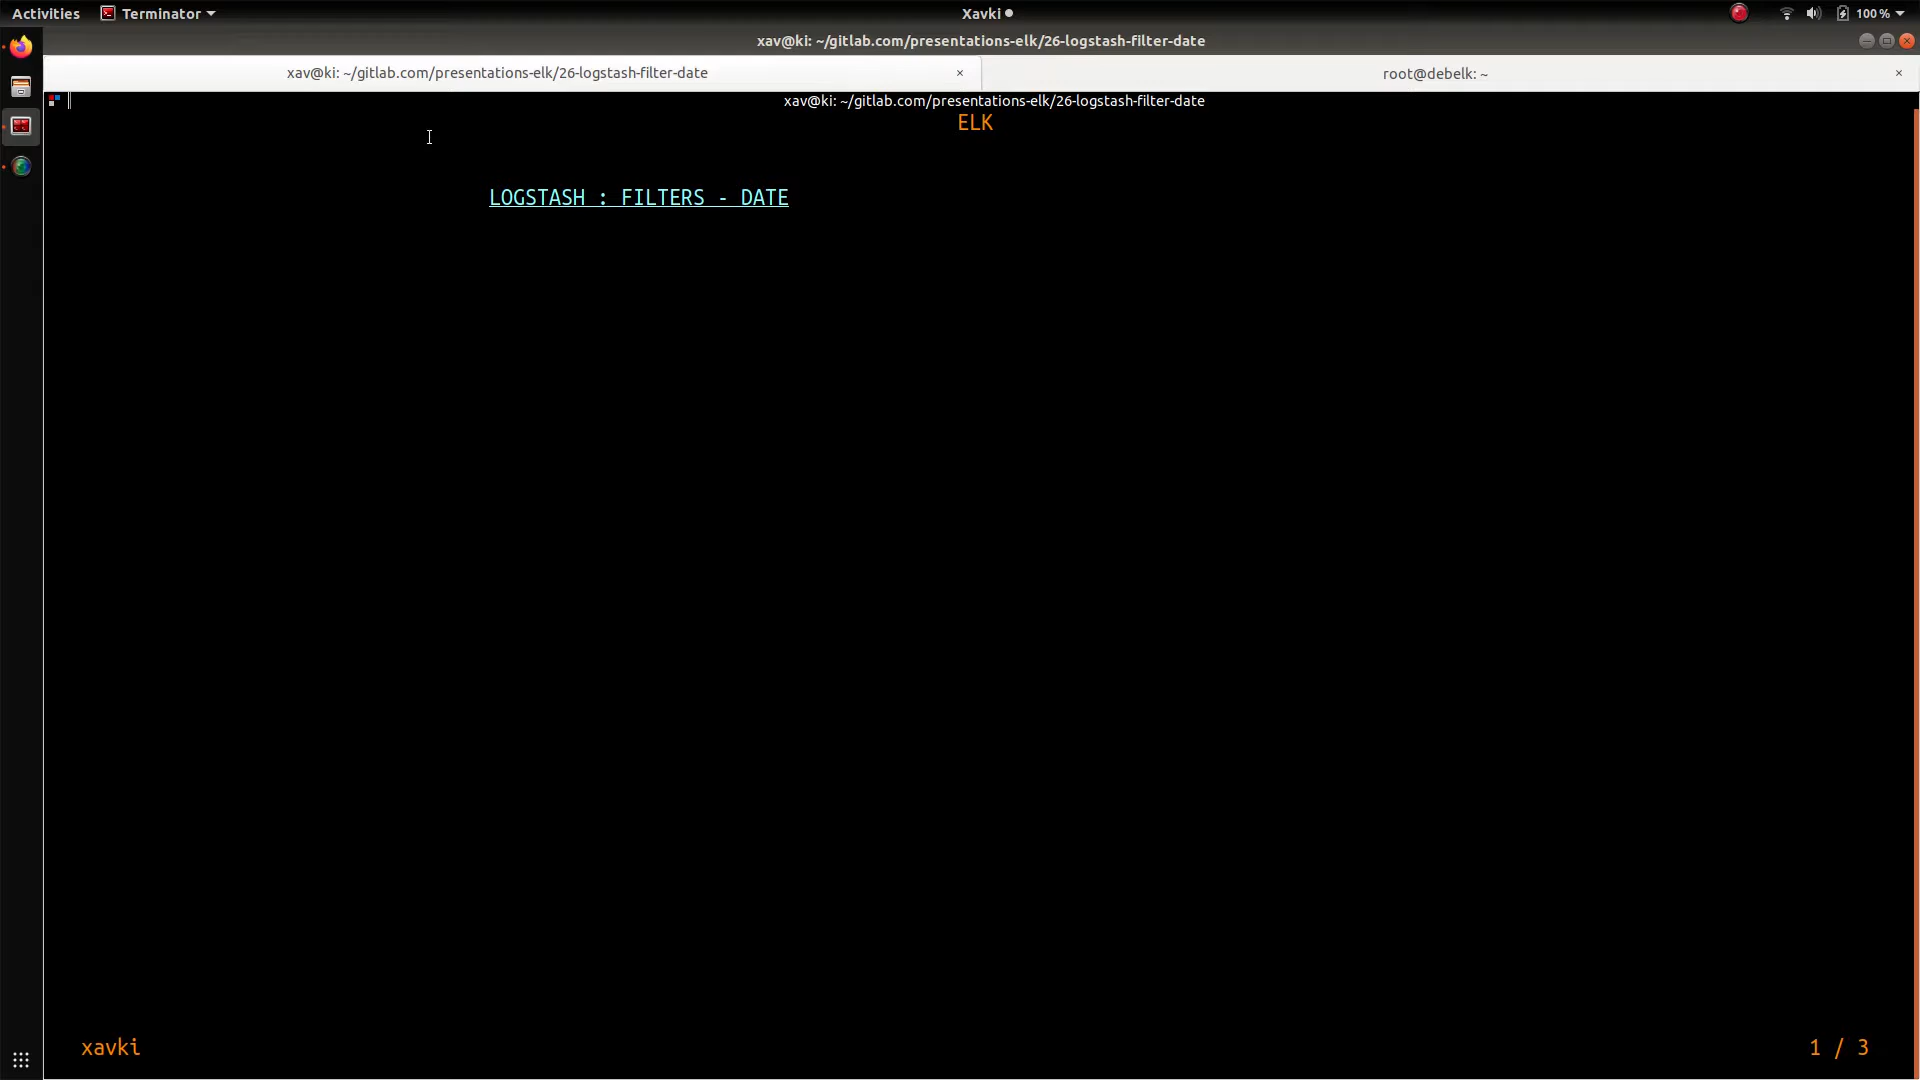 Activities Terminator Xavki 100 %
xav@ki: ~/gitlab.com/presentations-elk/26-logstash-filter-date
xav@ki: ~/gitlab.com/presentations-elk/26-logstash-filter-date × root@debelk: ~ ×
xav@ki: ~/gitlab.com/presentations-elk/26-logstash-filter-date
ELK
LOGSTASH : FILTERS - DATE
xavki 1 / 3